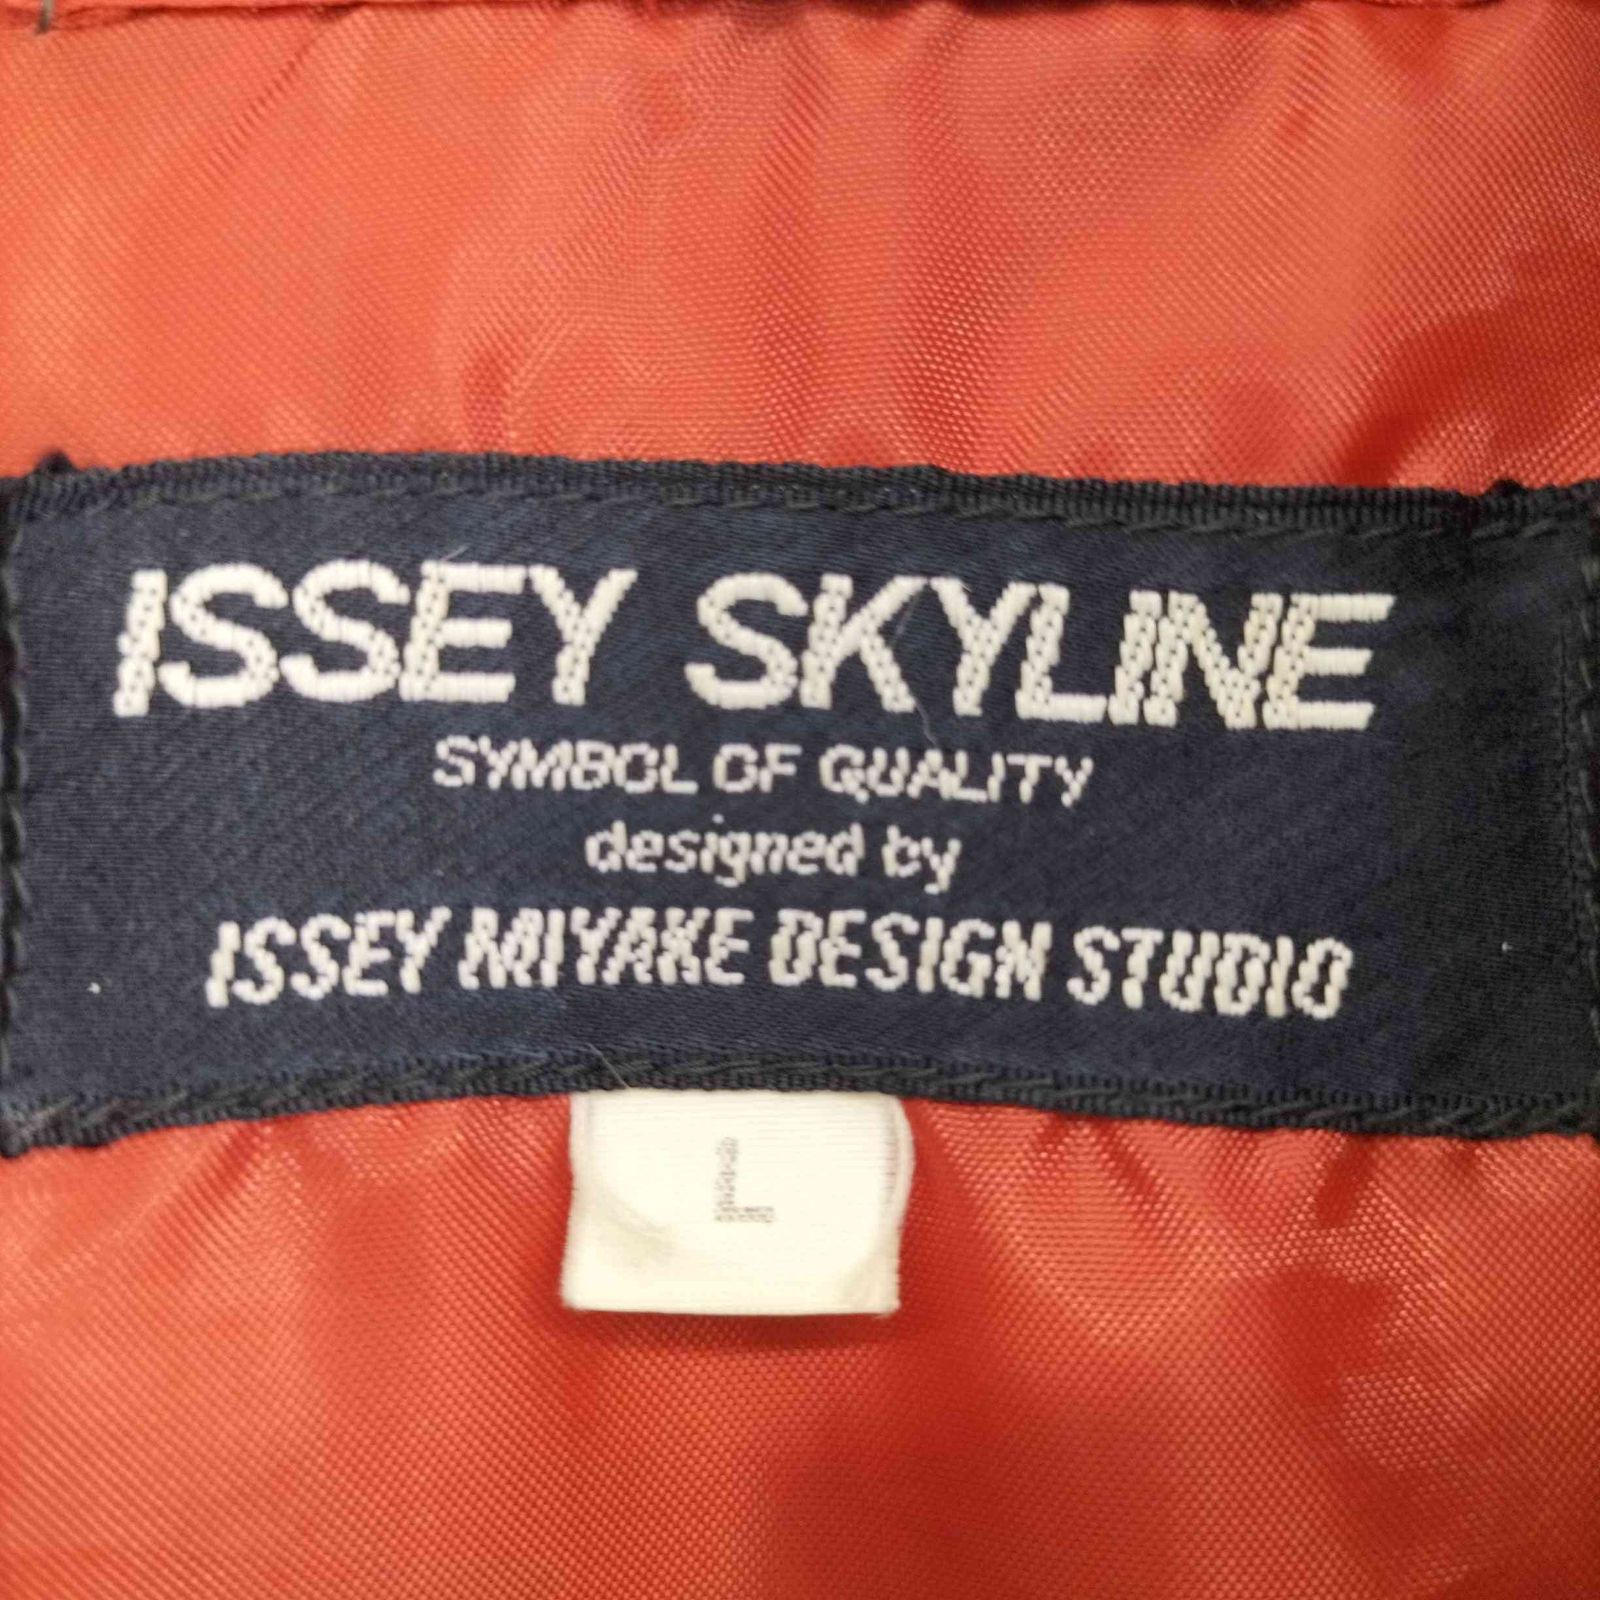 ISSEY SKYLINE
SYMBOL OF QUALITY
designed by
ISSEY MIYAKE DESIGN STUDIO
L